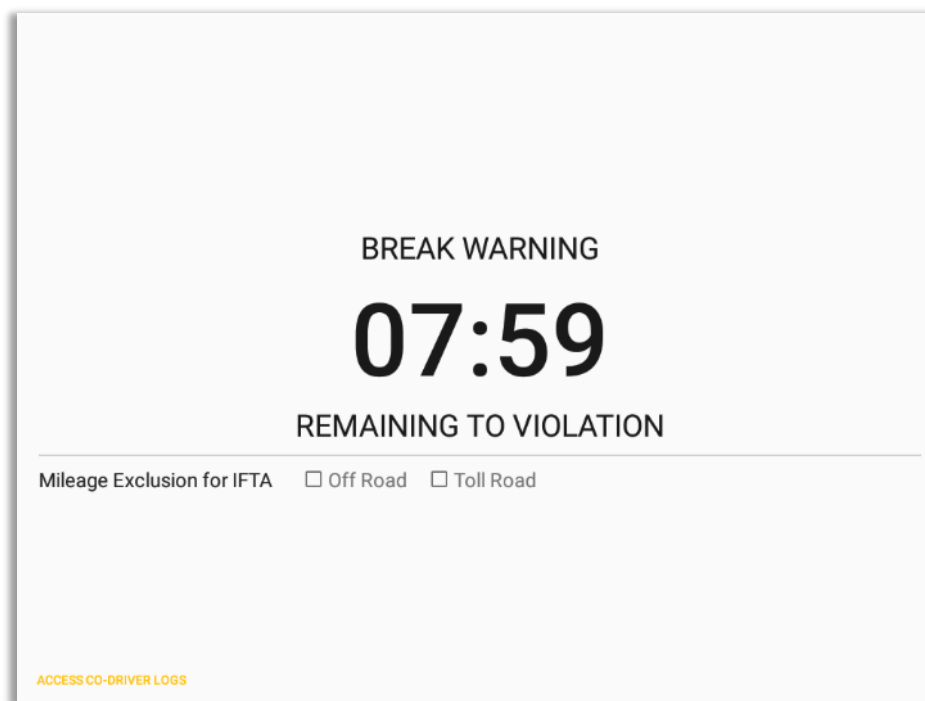 BREAK WARNING
07:59
REMAINING TO VIOLATION
Mileage Exclusion for IFTA Off Road Toll Road
ACCESS CO-DRIVER LOGS